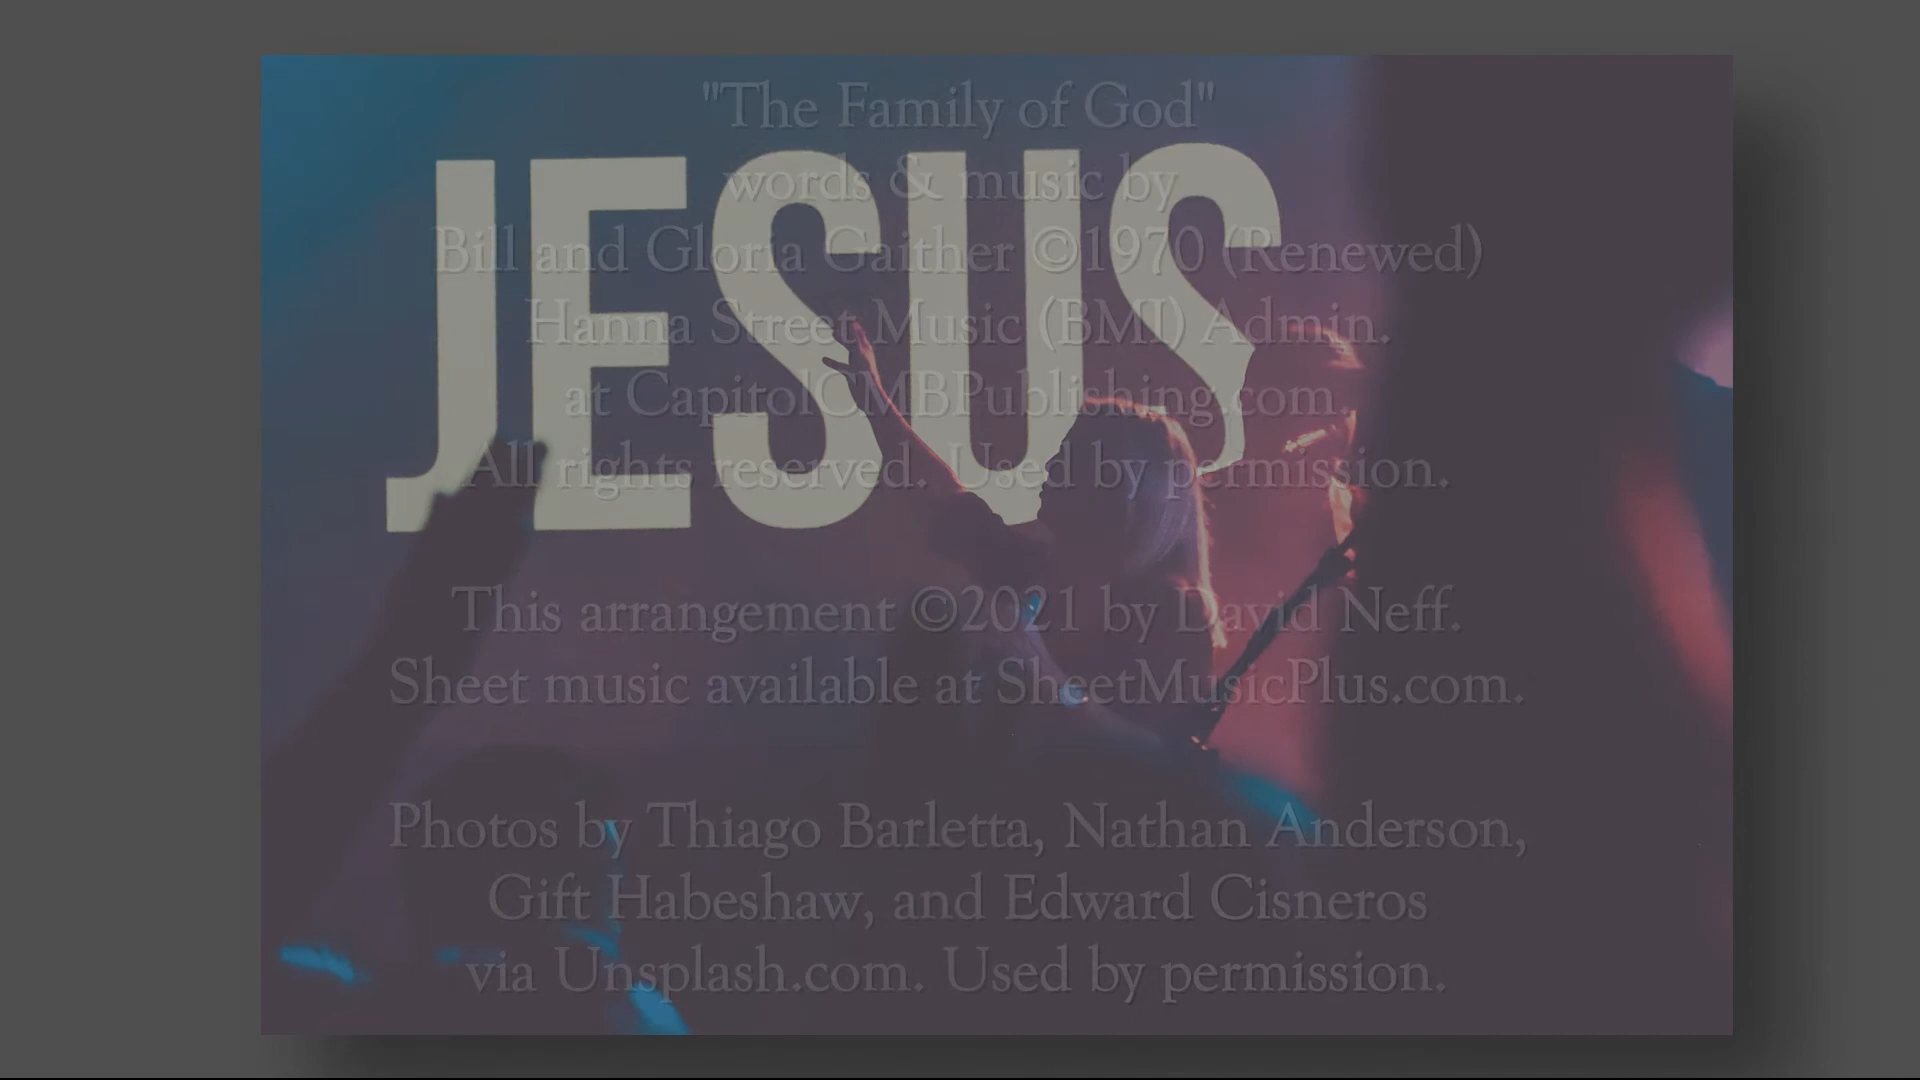 "The Family of God"
JESUS
words & music by
Bill and Gloria Gaither ©1970 (Renewed)
Hanna Street Music (BMI) Admin.
at CapitolCMBPublishing.com.
All rights reserved. Used by permission.
This arrangement ©2021 by David Neff.
Sheet music available at SheetMusicPlus.com.
Photos by Thiago Barletta, Nathan Anderson,
Gift Habeshaw, and Edward Cisneros
via Unsplash.com. Used by permission.